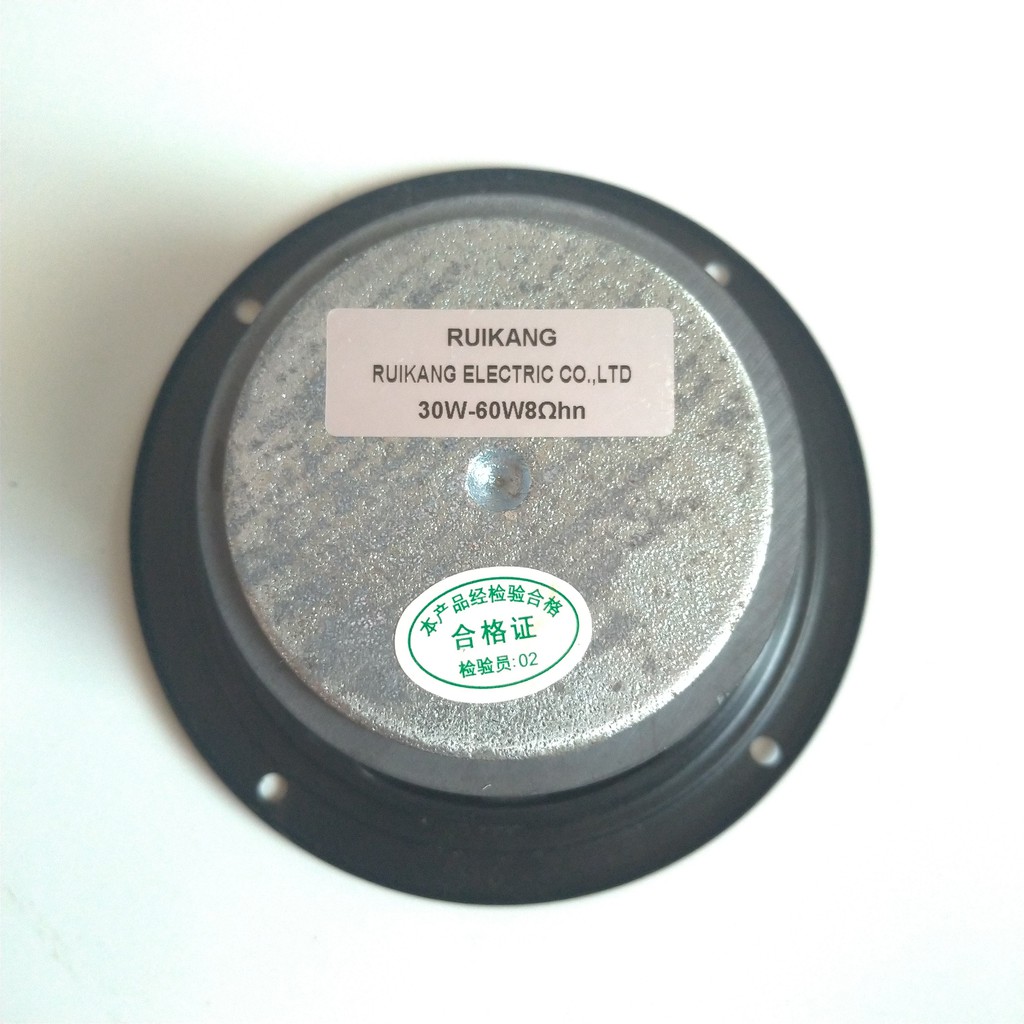 RUIKANG
RUIKANG ELECTRIC CO.,LTD
30W-60W8Ωhn
本产品经检验合格
合格证
检验员:02